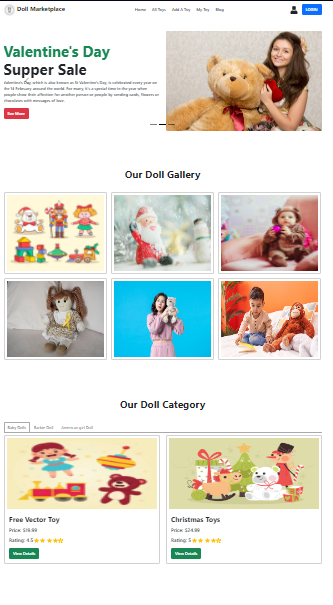 Doll Marketplace
Home All Toys Add A Toy My Toy Blog
LOGIN
Valentine's Day
Supper Sale
Valentine's Day, which is also known as St Valentine's Day, is celebrated every year on
the 14 February around the world. For many, it's a special time in the year when
people show their affection for another person or people by sending cards, flowers or
chocolates with messages of love.
See More
Our Doll Gallery
Our Doll Category
Baby Dolls Barbie Doll American girl Doll
Free Vector Toy
Price: $19.99
Rating: 4.5
View Details
Christmas Toys
Price: $24.99
Rating: 5
View Details